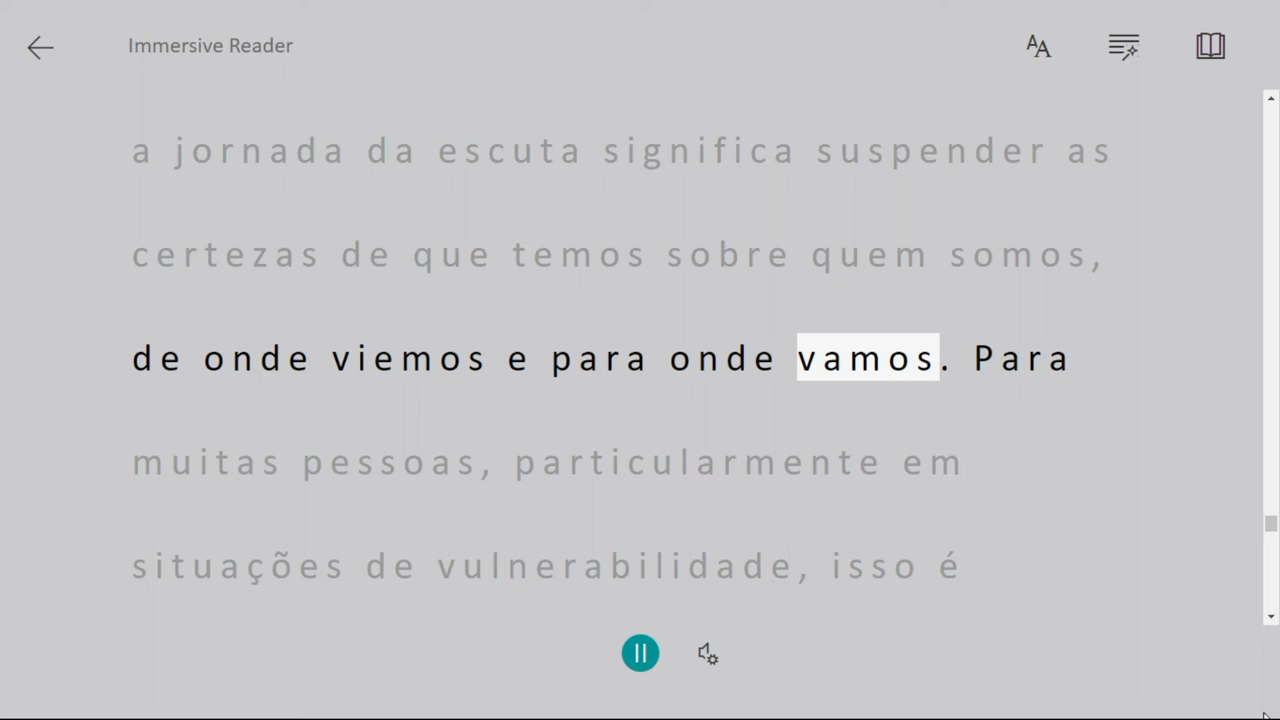 Immersive Reader
a jornada da escuta significa suspender as
certezas de que temos sobre quem somos,
de onde viemos e para onde vamos. Para
muitas pessoas, particularmente em
situações de vulnerabilidade, isso é